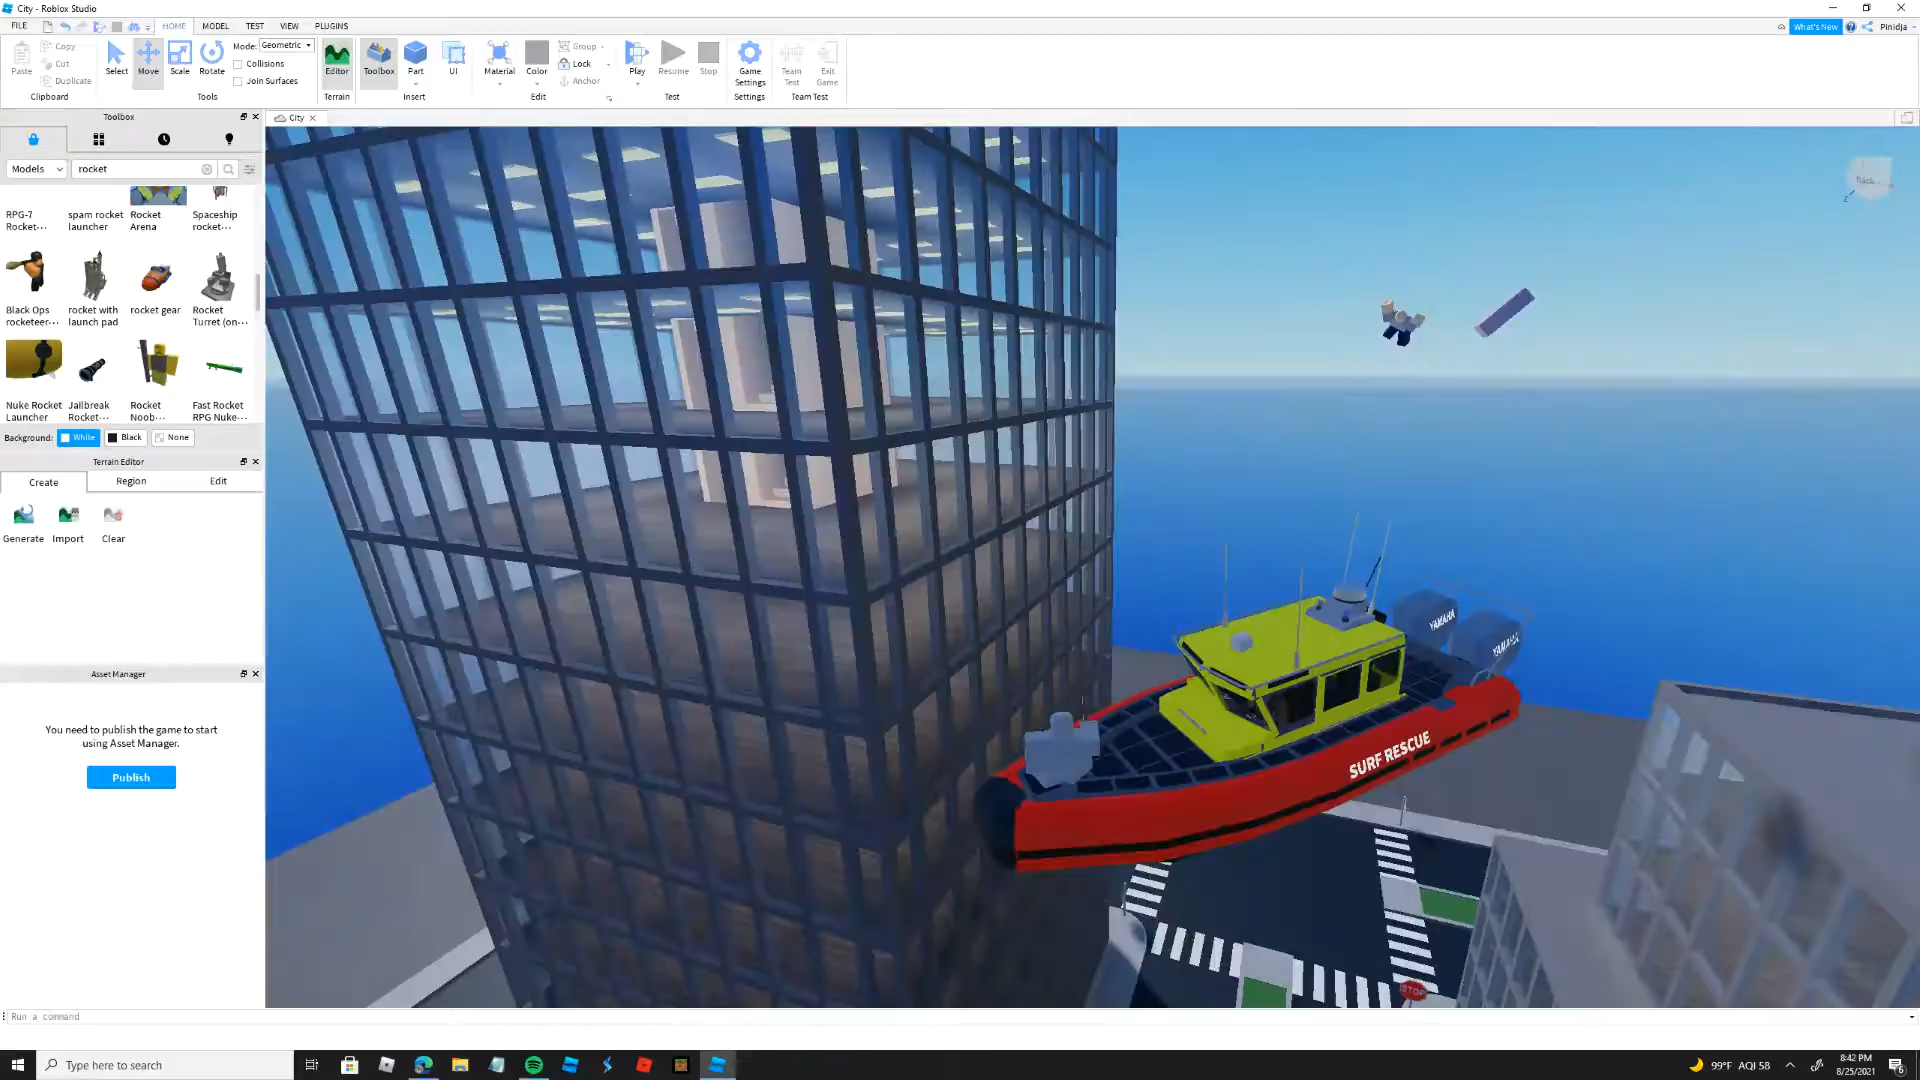 City - Roblox Studio
FILE HOME MODEL TEST VIEW PLUGINS What's New Pinidja
Paste Copy Cut Duplicate Clipboard
Select Move Scale Rotate Mode: Geometric Collisions Join Surfaces Tools
Editor Terrain
Toolbox Part UI Insert
Material Color Group Lock Anchor Edit
Play Resume Stop Test
Game Settings Settings
Team Test Exit Game Team Test
Toolbox
City
Models rocket
RPG-7 Rocket...
spam rocket launcher
Rocket Arena
Spaceship rocket...
Black Ops rocketeer...
rocket with launch pad
rocket gear
Rocket Turret (on...
Nuke Rocket Launcher
Jailbreak Rocket...
Rocket Noob...
Fast Rocket RPG Nuke...
Background: White Black None
Terrain Editor
Create Region Edit
Generate Import Clear
Asset Manager
You need to publish the game to start
using Asset Manager.
Publish
Back
YAMAHA
YAMAHA
SURF RESCUE
STOP
Run a command
Type here to search
99°F AQI 58
8:42 PM
8/25/2021
6